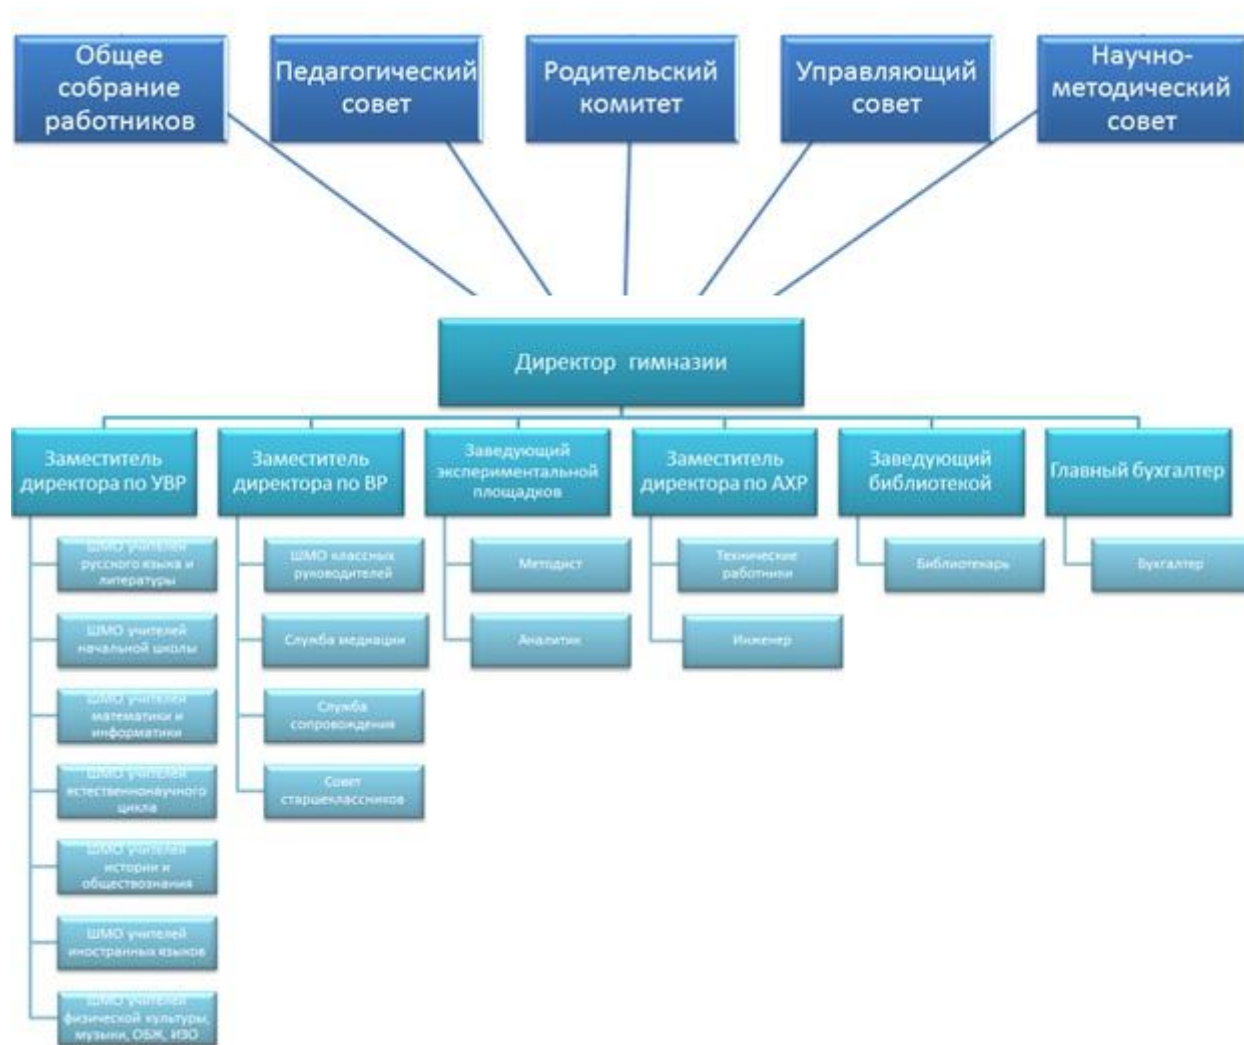 Общее
собрание
работников
Педагогический
совет
Родительский
комитет
Управляющий
совет
Научно-
методический
совет
Директор гимназии
Заместитель
директора по УВР
Заместитель
директора по ВР
Заведующий
экспериментальной
площадков
Заместитель
директора по АХР
Заведующий
библиотекой
Главный бухгалтер
ШМО учителей
русского языка и
литературы
ШМО учителей
начальной школы
ШМО учителей
математики и
информатики
ШМО учителей
естественнонаучного
цикла
ШМО учителей
истории и
обществознания
ШМО учителей
иностранных языков
ШМО учителей
физической культуры,
музыки, ОБЖ, ИЗО
ШМО классных
руководителей
Служба медиации
Служба
сопровождения
Совет
старшеклассников
Методист
Аналитик
Технические
работники
Инженер
Библиотекарь
Бухгалтер